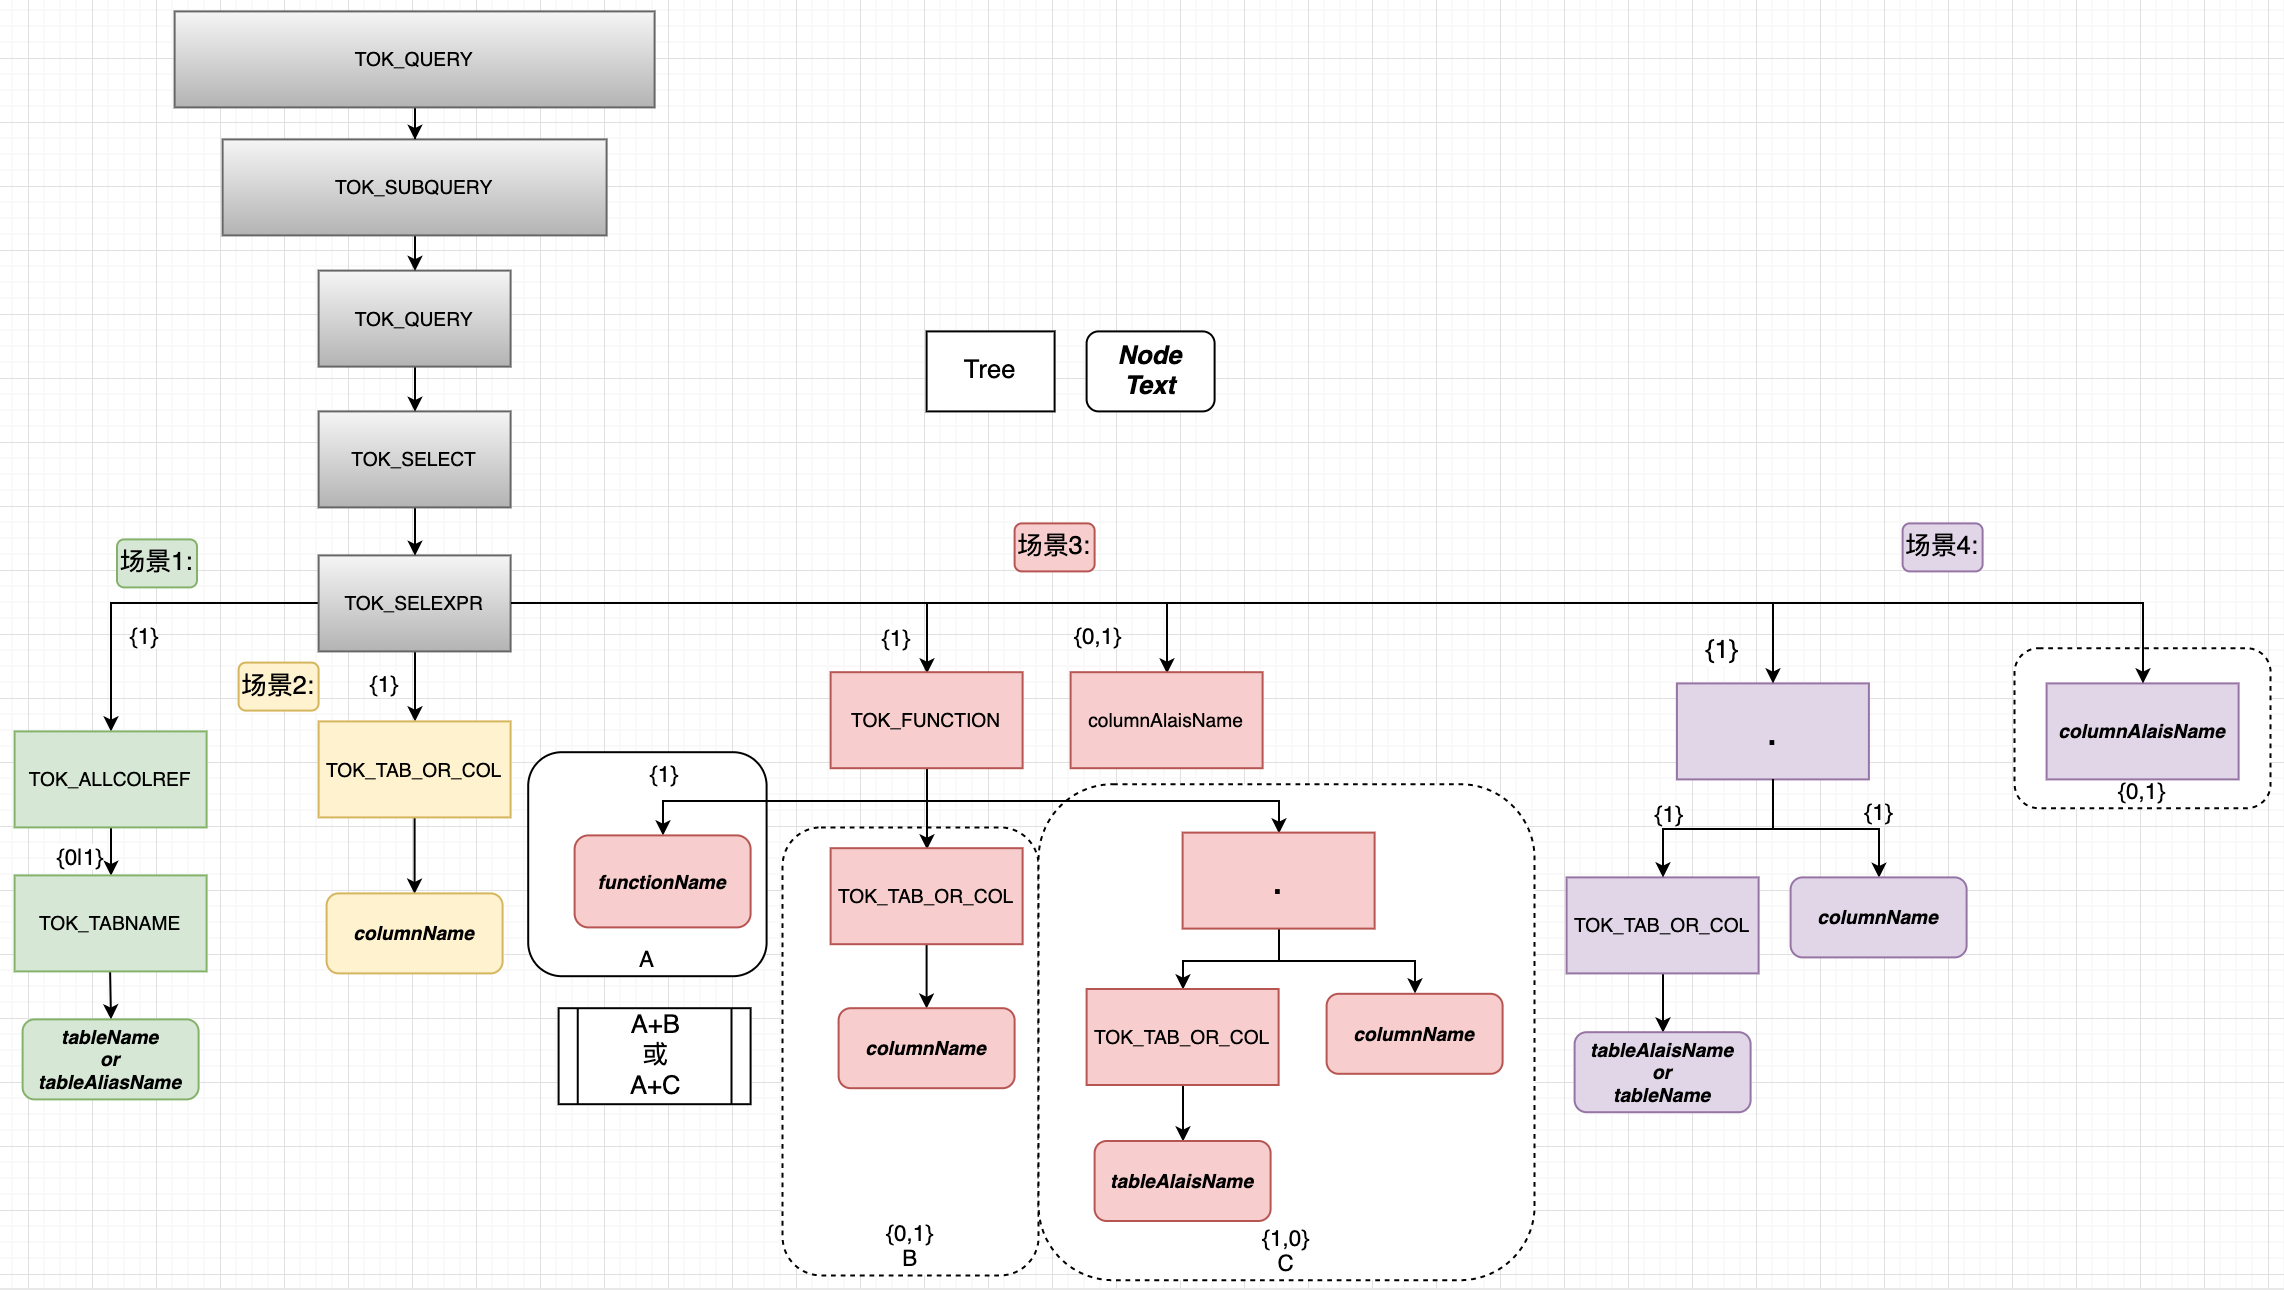 TOK_QUERY
TOK_SUBQUERY
TOK_QUERY
Tree
Node
Text
TOK_SELECT
场景1:
场景3:
场景4:
TOK_SELEXPR
{1}
{1}
{0,1}
{1}
场景2:
{1}
TOK_FUNCTION
columnAlaisName
.
columnAlaisName
{0,1}
TOK_ALLCOLREF
TOK_TAB_OR_COL
{1}
{1}
{1}
{0|1}
functionName
A
TOK_TAB_OR_COL
.
TOK_TABNAME
columnName
TOK_TAB_OR_COL
columnName
tableName
or
tableAliasName
A+B
或
A+C
columnName
TOK_TAB_OR_COL
columnName
tableAlaisName
or
tableName
tableAlaisName
{0,1}
B
{1,0}
C